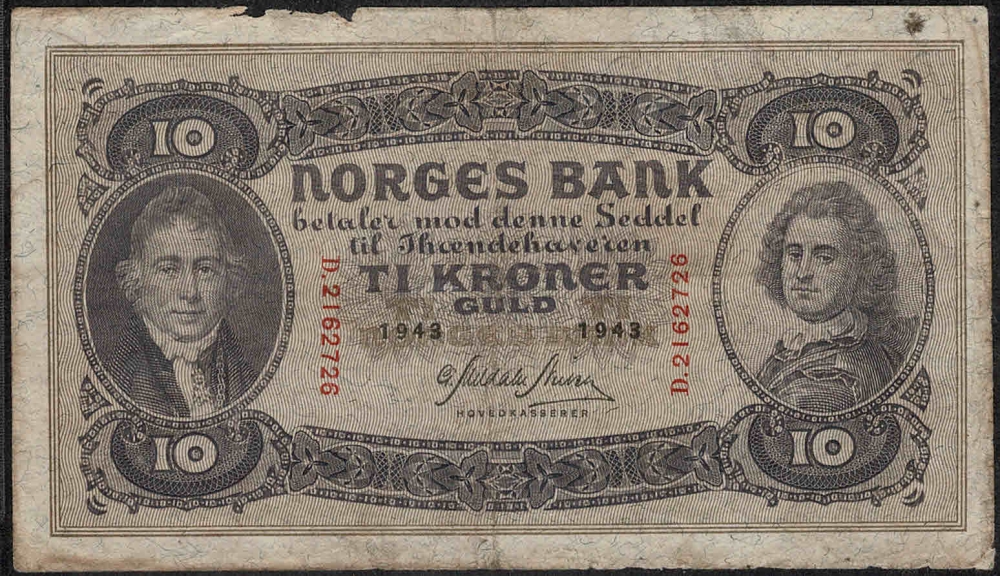 10 10
NORGES BANK
betaler mod denne Seddel
til Ihændehaveren
TI KRONER
GULD
D.2162726
D.2162726
1943 1943
HOVEDKASSERER
10 10